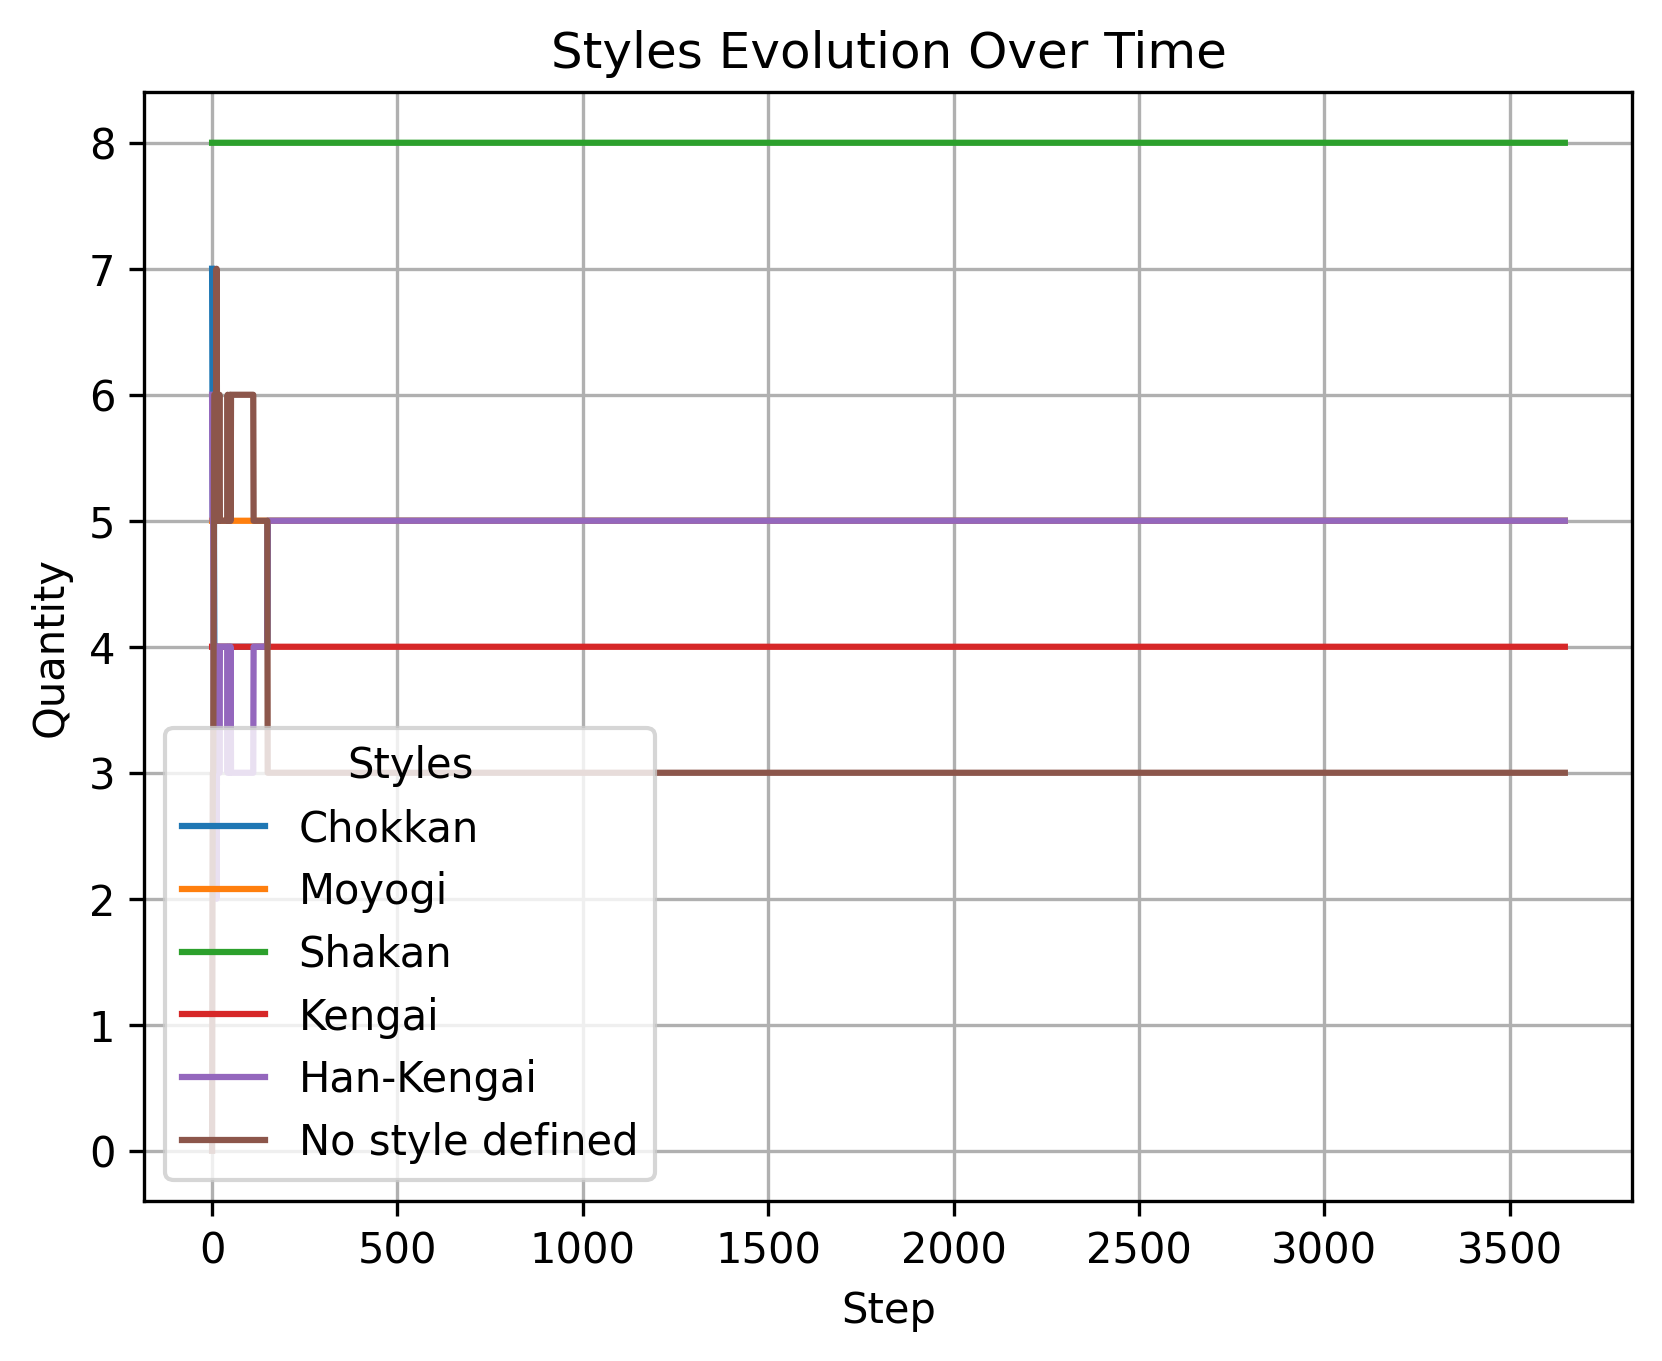 Styles Evolution Over Time
Quantity
8
7
6
5
4
3
2
1
0
Styles
Chokkan
Moyogi
Shakan
Kengai
Han-Kengai
No style defined
0 500 1000 1500 2000 2500 3000 3500
Step